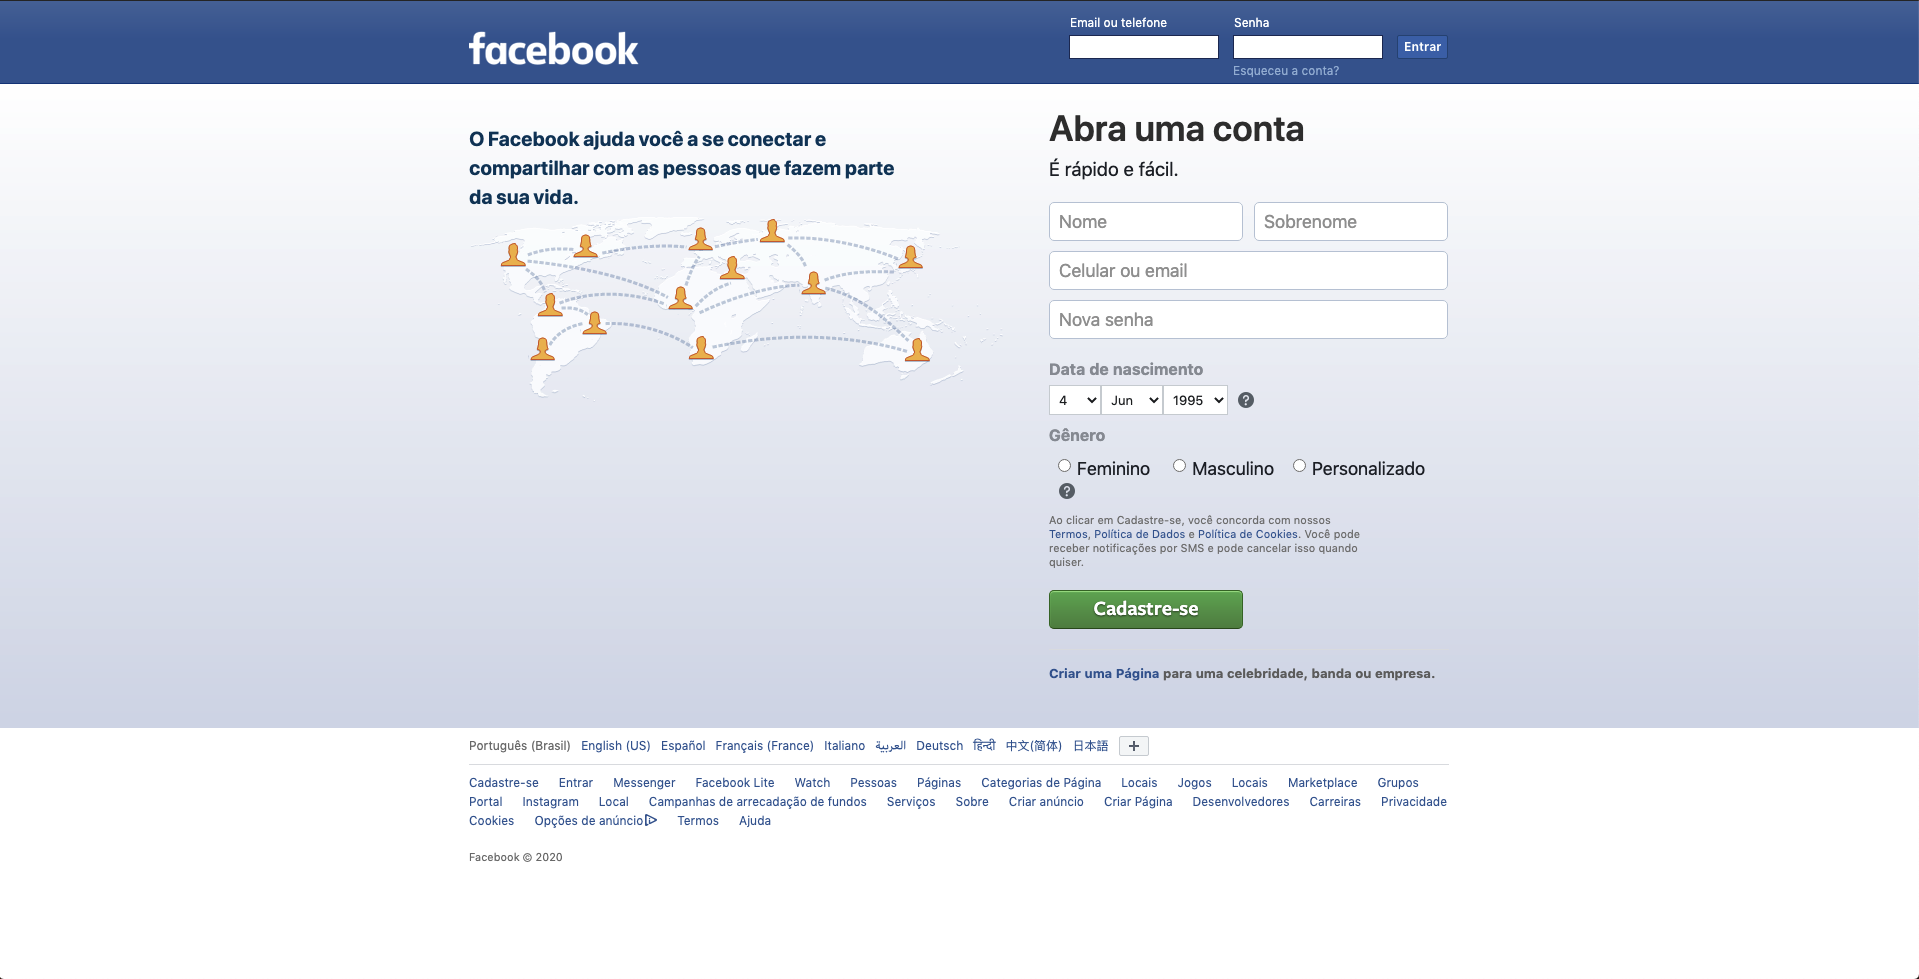 facebook
Email ou telefone
Senha
Entrar
Esqueceu a conta?
O Facebook ajuda você a se conectar e
compartilhar com as pessoas que fazem parte
da sua vida.
Abra uma conta
É rápido e fácil.
Nome Sobrenome
Celular ou email
Nova senha
Data de nascimento
4 Jun 1995 ?
Gênero
Feminino Masculino Personalizado
?
Ao clicar em Cadastre-se, você concorda com nossos
Termos, Política de Dados e Política de Cookies. Você pode
receber notificações por SMS e pode cancelar isso quando
quiser.
Cadastre-se
Criar uma Página para uma celebridade, banda ou empresa.
Português (Brasil) English (US) Español Français (France) Italiano العربية Deutsch हिन्दी 中文(简体) 日本語 +
Cadastre-se Entrar Messenger Facebook Lite Watch Pessoas Páginas Categorias de Página Locais Jogos Locais Marketplace Grupos
Portal Instagram Local Campanhas de arrecadação de fundos Serviços Sobre Criar anúncio Criar Página Desenvolvedores Carreiras Privacidade
Cookies Opções de anúncio Termos Ajuda
Facebook © 2020